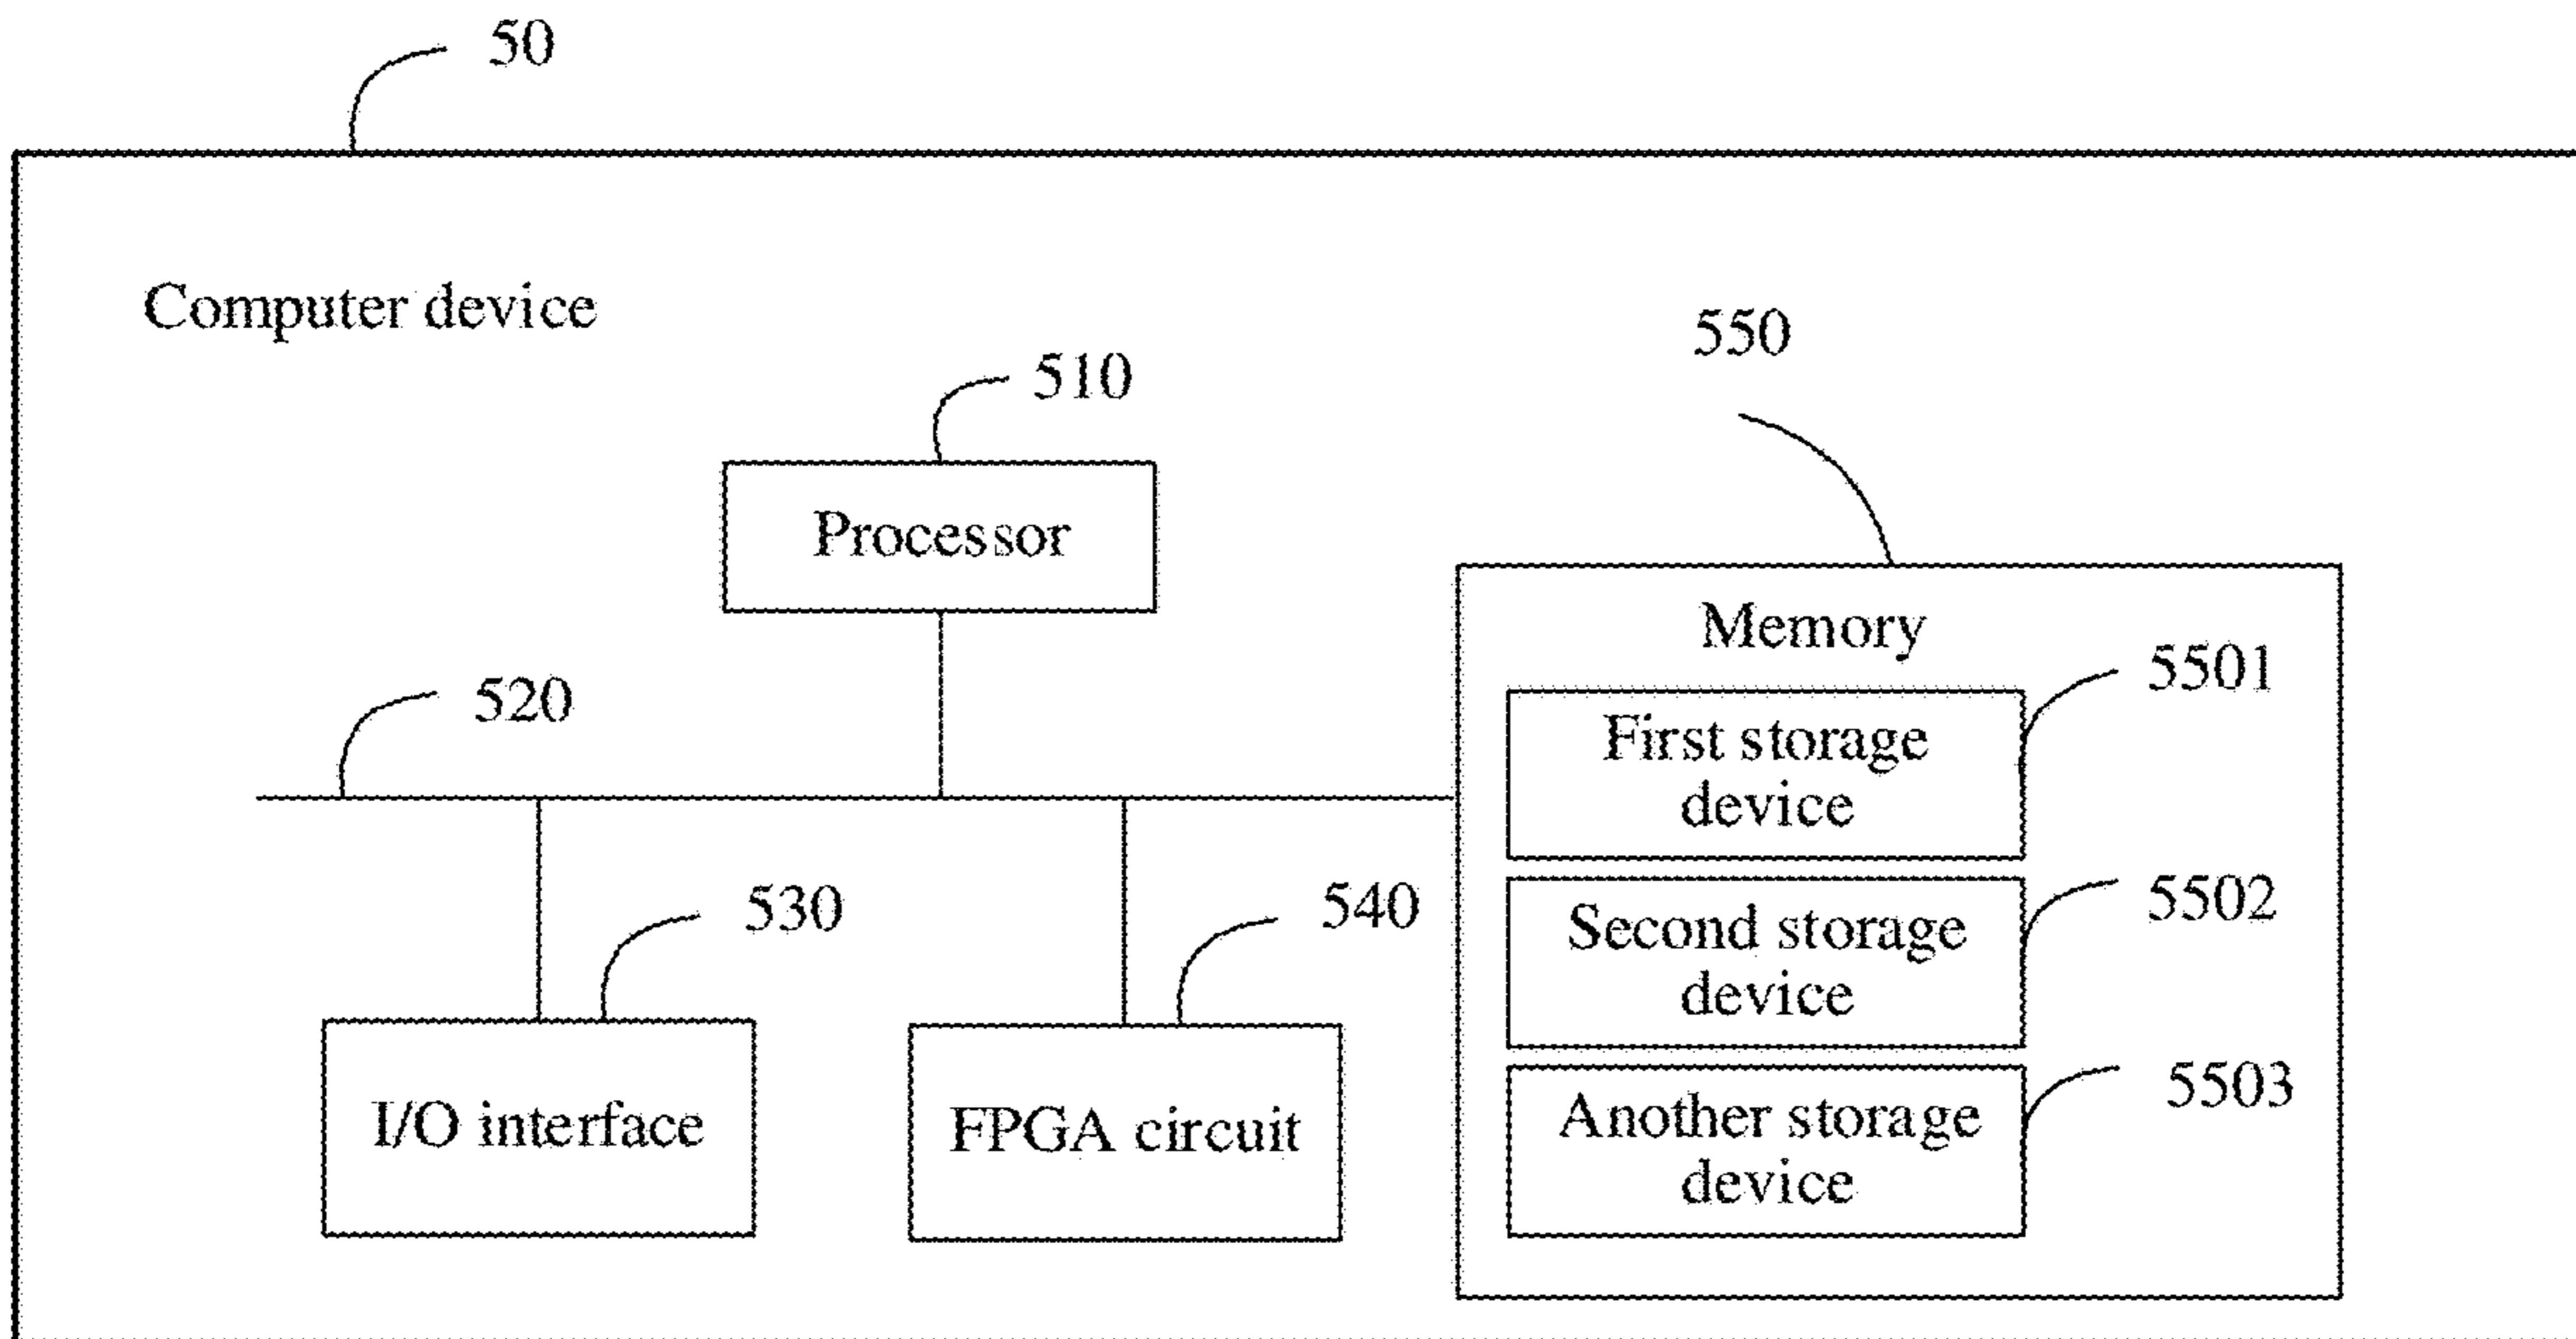 50
Computer device
550
510
Processor
Memory
5501
520
First storage
device
5502
530
540
Second storage
device
5503
I/O interface
FPGA circuit
Another storage
device